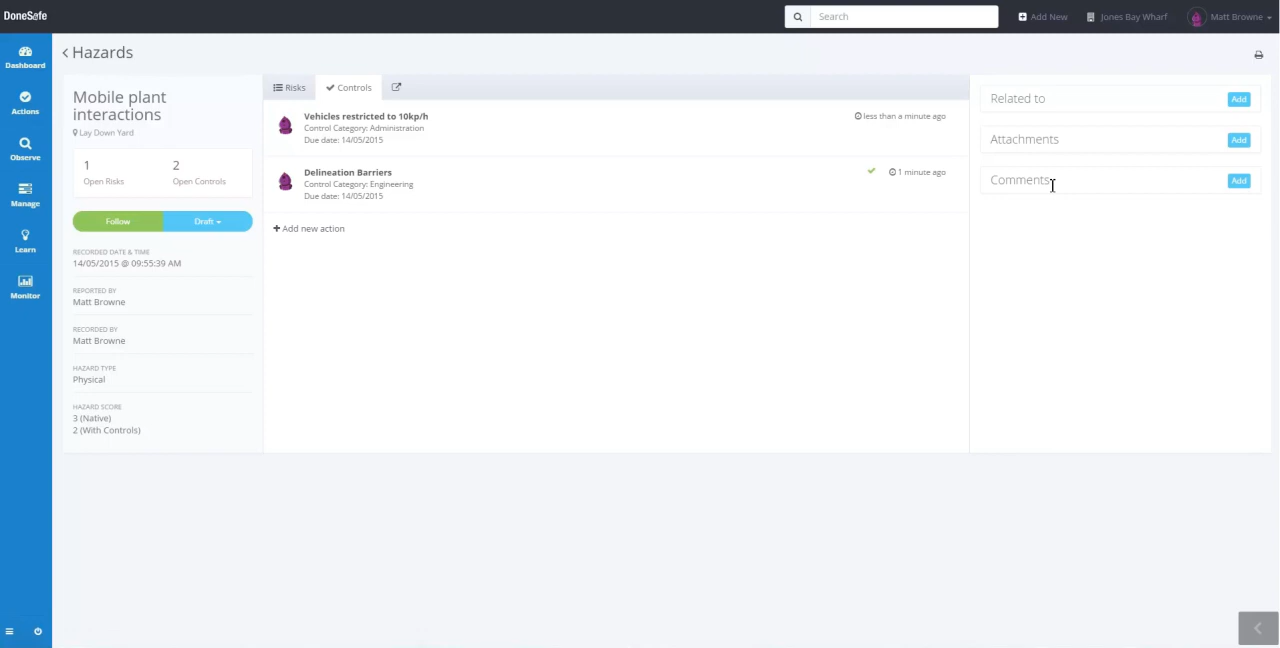 DoneSafe
Search
Add New
Jones Bay Wharf
Matt Browne
Dashboard
Actions
Observe
Manage
Learn
Monitor
Hazards
Mobile plant
interactions
Lay Down Yard
1
Open Risks
2
Open Controls
Follow
Draft
RECORDED DATE & TIME
14/05/2015 @ 09:55:39 AM
REPORTED BY
Matt Browne
RECORDED BY
Matt Browne
HAZARD TYPE
Physical
HAZARD SCORE
3 (Native)
2 (With Controls)
Risks
Controls
Vehicles restricted to 10kp/h
less than a minute ago
Control Category: Administration
Due date: 14/05/2015
Delineation Barriers
1 minute ago
Control Category: Engineering
Due date: 14/05/2015
Add new action
Related to
Add
Attachments
Add
Comments
Add